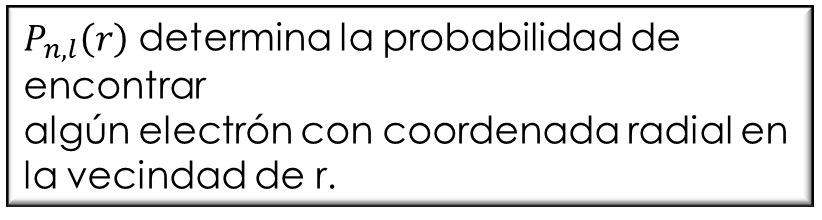 P_{n,l}(r) determina la probabilidad de
encontrar
algún electrón con coordenada radial en
la vecindad de r.